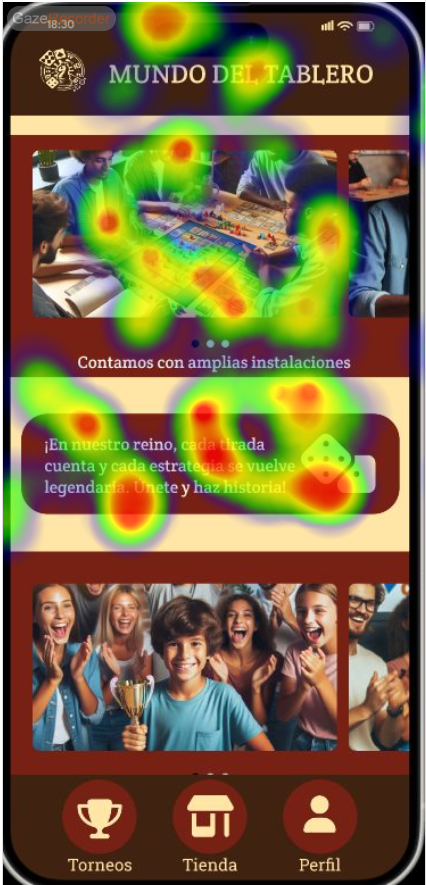 GazeRecorder
18:30
MUNDO DEL TABLERO
Contamos con amplias instalaciones
¡En nuestro reino, cada tirada
cuenta y cada estrategia se vuelve
legendaria. Únete y haz historia!
Torneos
Tienda
Perfil